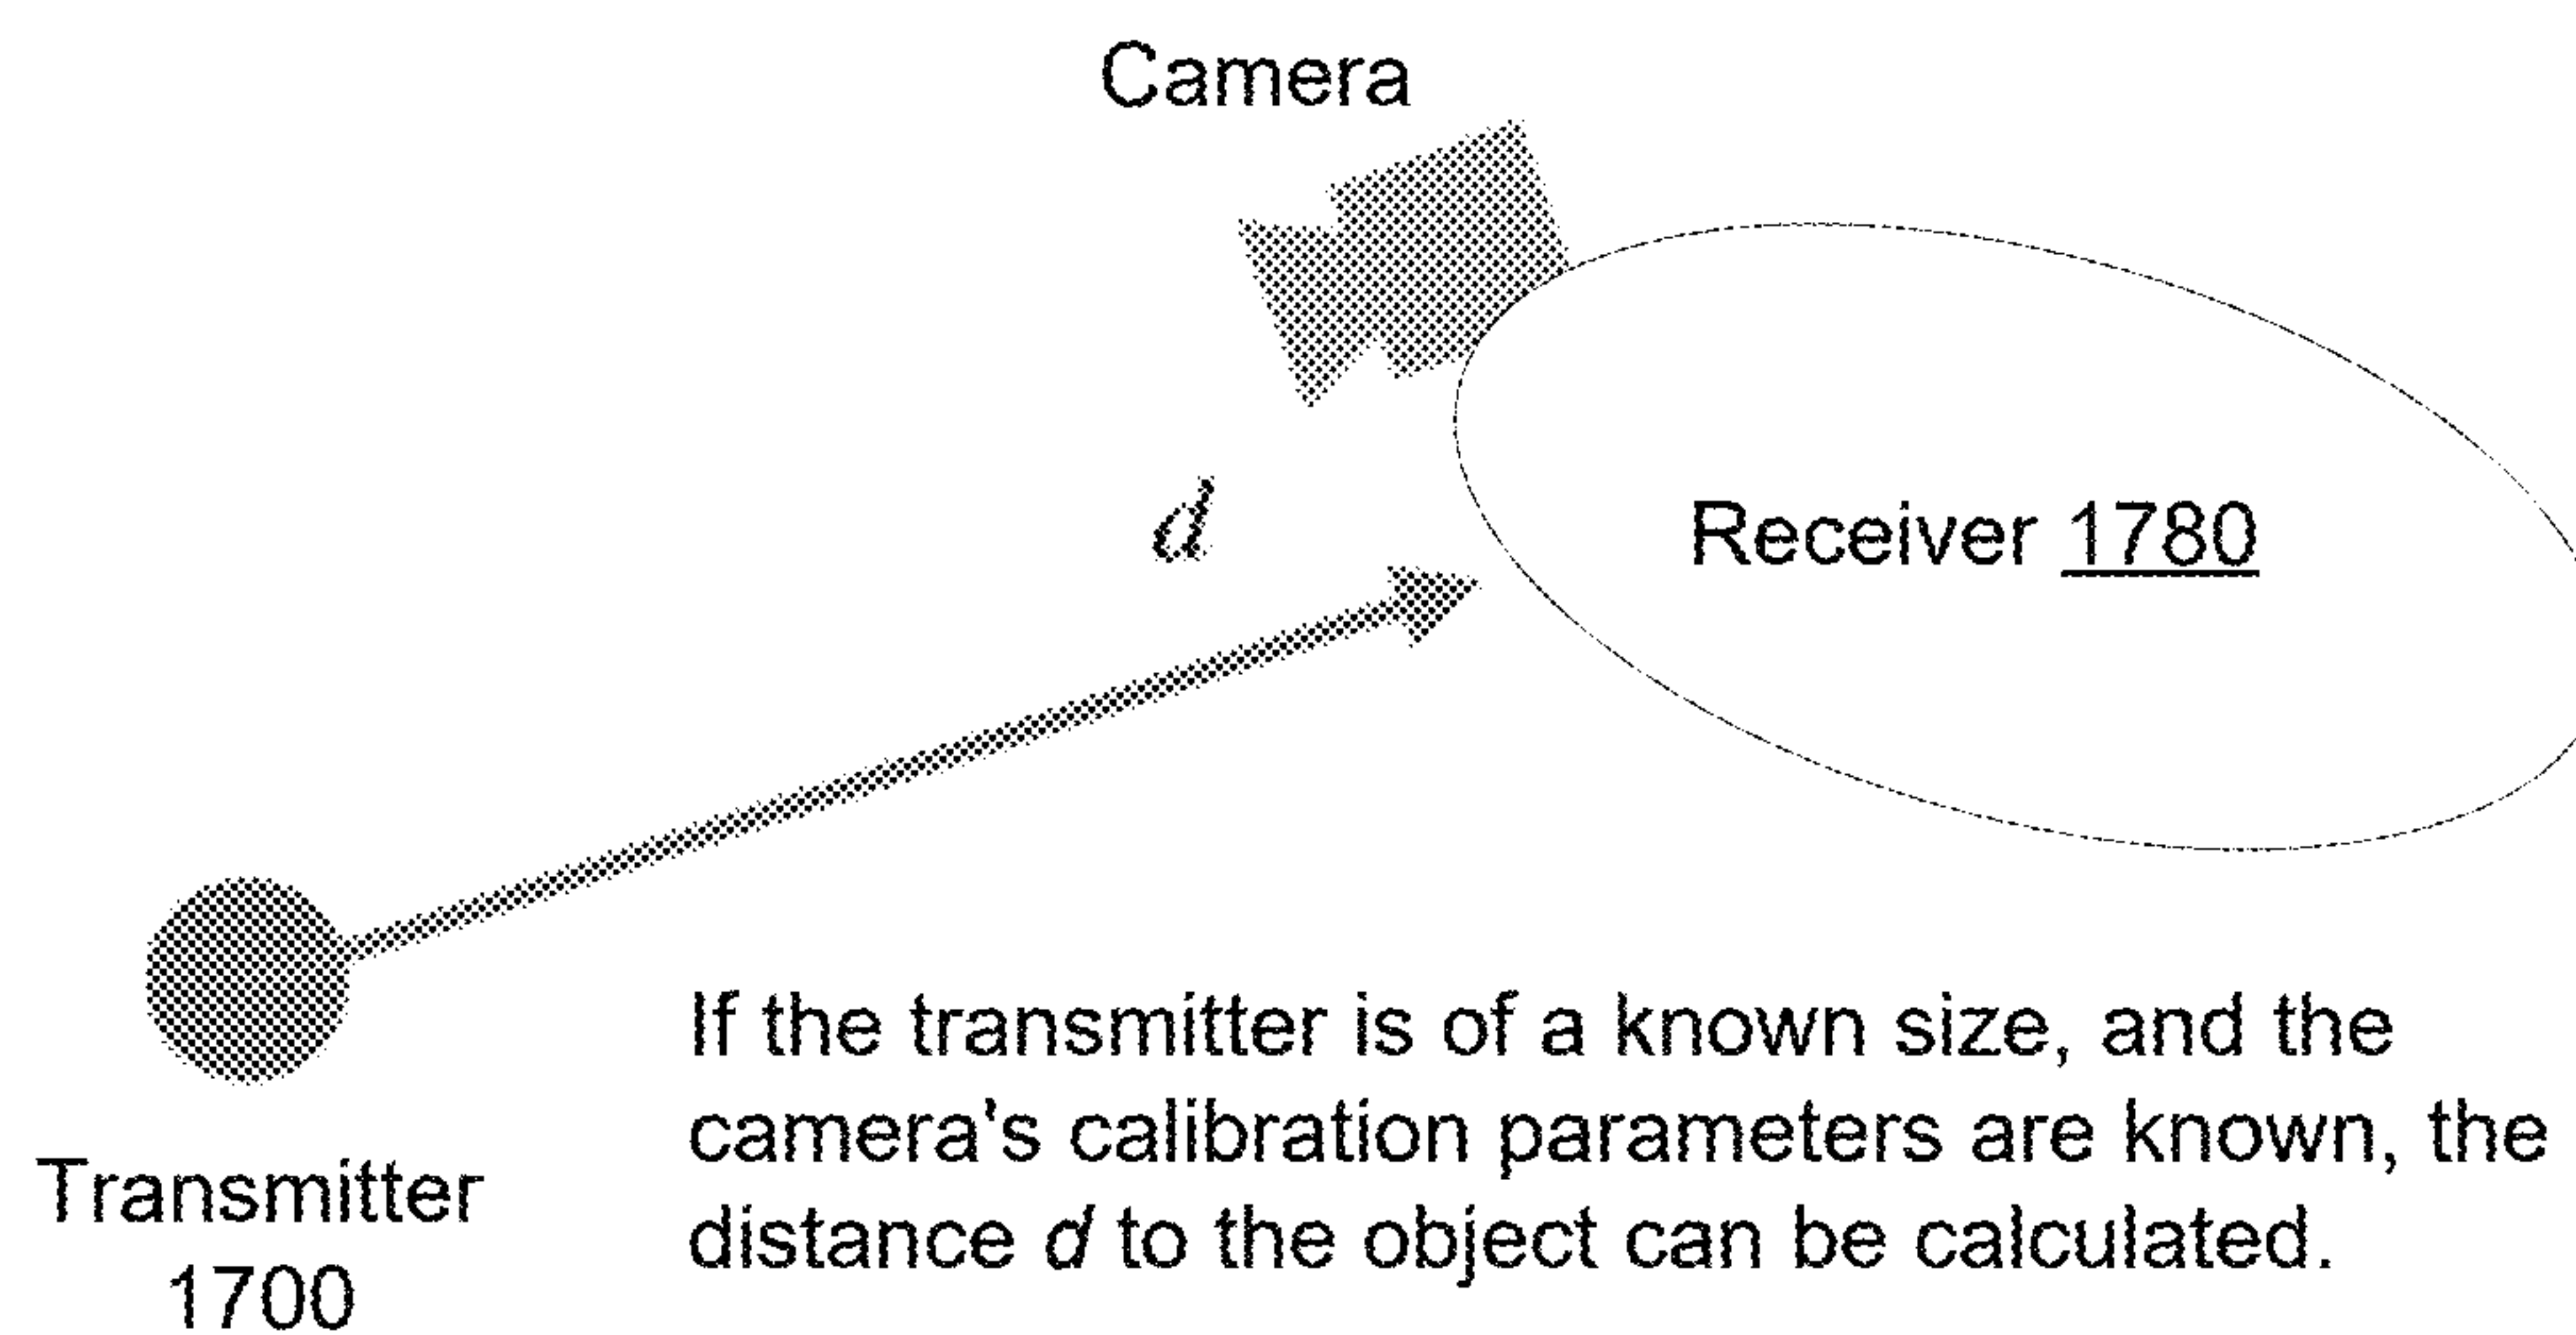 Camera
d
Receiver 1780
If the transmitter is of a known size, and the
camera's calibration parameters are known, the
distance d to the object can be calculated.
Transmitter
1700